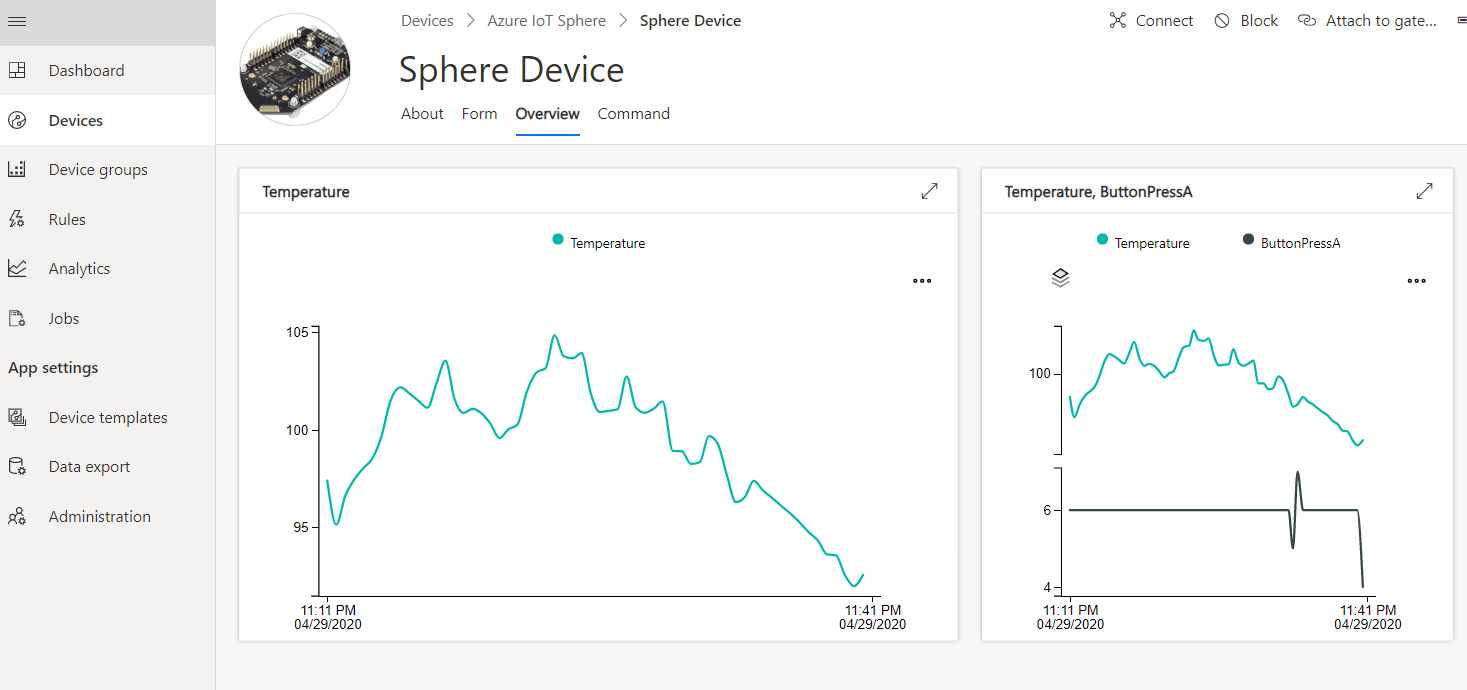 Devices > Azure IoT Sphere > Sphere Device
Connect
Block
Attach to gate...
Sphere Device
About Form Overview Command
Dashboard
Devices
Device groups
Rules
Analytics
Jobs
App settings
Device templates
Data export
Administration
Temperature
Temperature
105
100
95
11:11 PM 11:41 PM
04/29/2020 04/29/2020
Temperature, ButtonPressA
Temperature ButtonPressA
100
6
4
11:11 PM 11:41 PM
04/29/2020 04/29/2020